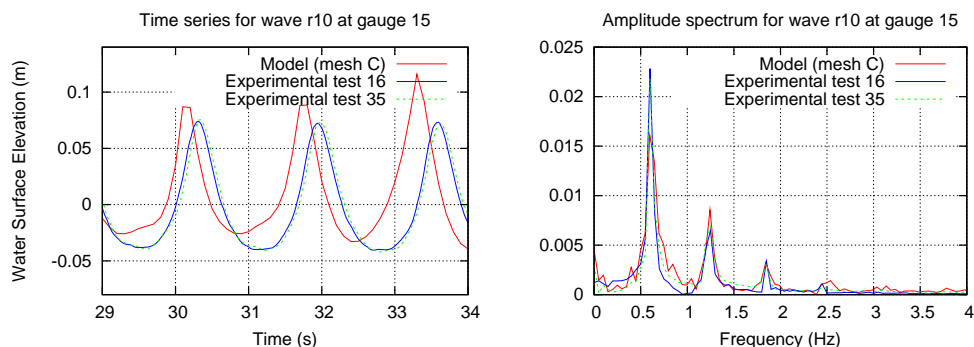 Time series for wave r10 at gauge 15
Water Surface Elevation (m)
0.1
0.05
0
-0.05
Model (mesh C)
Experimental test 16
Experimental test 35
29 30 31 32 33 34
Time (s)
Amplitude spectrum for wave r10 at gauge 15
0.025
0.02
0.015
0.01
0.005
0
Model (mesh C)
Experimental test 16
Experimental test 35
0 0.5 1 1.5 2 2.5 3 3.5 4
Frequency (Hz)